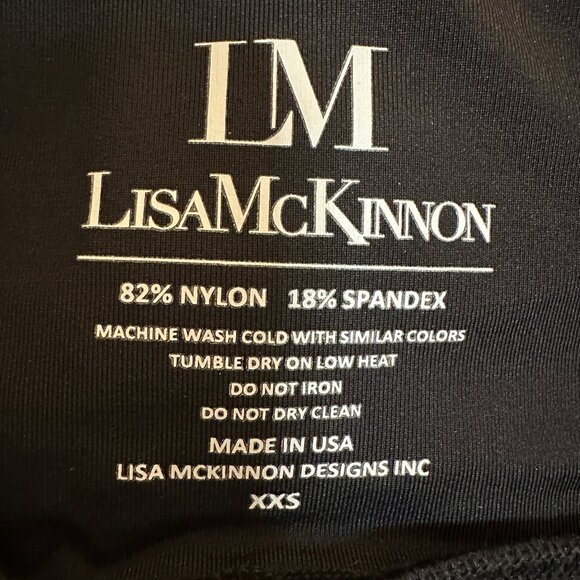 LM
LISAMCKINNON
82% NYLON 18% SPANDEX
MACHINE WASH COLD WITH SIMILAR COLORS
TUMBLE DRY ON LOW HEAT
DO NOT IRON
DO NOT DRY CLEAN
MADE IN USA
LISA MCKINNON DESIGNS INC
XXS